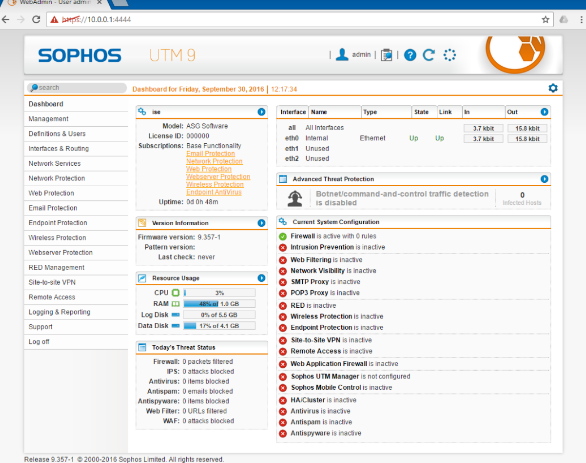 WebAdmin - User admin
https://10.0.0.1:4444
SOPHOS UTM 9
admin
search
Dashboard for Friday, September 30, 2016 | 12:17:34
Dashboard
Management
Definitions & Users
Interfaces & Routing
Network Services
Network Protection
Web Protection
Email Protection
Endpoint Protection
Wireless Protection
Webserver Protection
RED Management
Site-to-site VPN
Remote Access
Logging & Reporting
Support
Log off
ise
Model: ASG Software
License ID: 000000
Subscriptions: Base Functionality
Email Protection
Network Protection
Web Protection
Webserver Protection
Wireless Protection
Endpoint AntiVirus
Uptime: 0d 0h 48m
Version Information
Firmware version: 9.357-1
Pattern version:
Last check: never
Resource Usage
CPU 3%
RAM 48% of 1.0 GB
Log Disk 0% of 5.5 GB
Data Disk 17% of 4.1 GB
Today's Threat Status
Firewall: 0 packets filtered
IPS: 0 attacks blocked
Antivirus: 0 items blocked
Antispam: 0 emails blocked
Antispyware: 0 items blocked
Web Filter: 0 URLs filtered
WAF: 0 attacks blocked
Interface Name Type State Link In Out
all All Interfaces 3.7 kbit 15.8 kbit
eth0 Internal Ethernet Up Up 3.7 kbit 15.8 kbit
eth1 Unused
eth2 Unused
Advanced Threat Protection
Botnet/command-and-control traffic detection
is disabled
0
Infected Hosts
Current System Configuration
Firewall is active with 0 rules
Intrusion Prevention is inactive
Web Filtering is inactive
Network Visibility is inactive
SMTP Proxy is inactive
POP3 Proxy is inactive
RED is inactive
Wireless Protection is inactive
Endpoint Protection is inactive
Site-to-Site VPN is inactive
Remote Access is inactive
Web Application Firewall is inactive
Sophos UTM Manager is not configured
Sophos Mobile Control is inactive
HA/Cluster is inactive
Antivirus is inactive
Antispam is inactive
Antispyware is inactive
Release 9.357-1 © 2000-2016 Sophos Limited. All rights reserved.